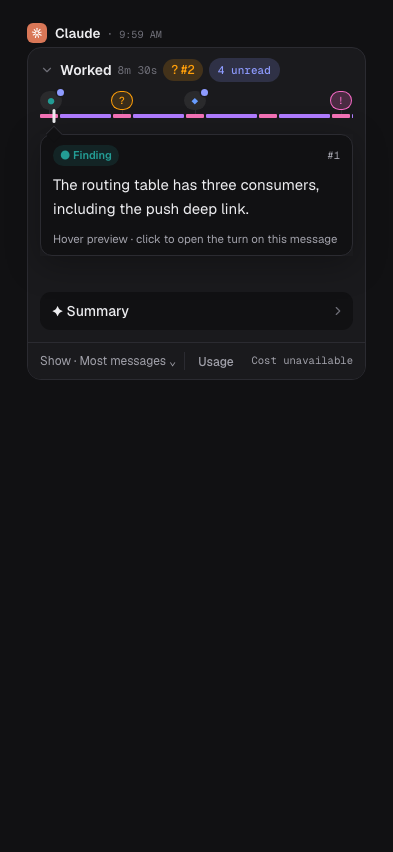 Claude · 9:59 AM
Worked 8m 30s ? #2 4 unread
? !
Finding #1
The routing table has three consumers,
including the push deep link.
Hover preview · click to open the turn on this message
Summary
Show · Most messages Usage Cost unavailable